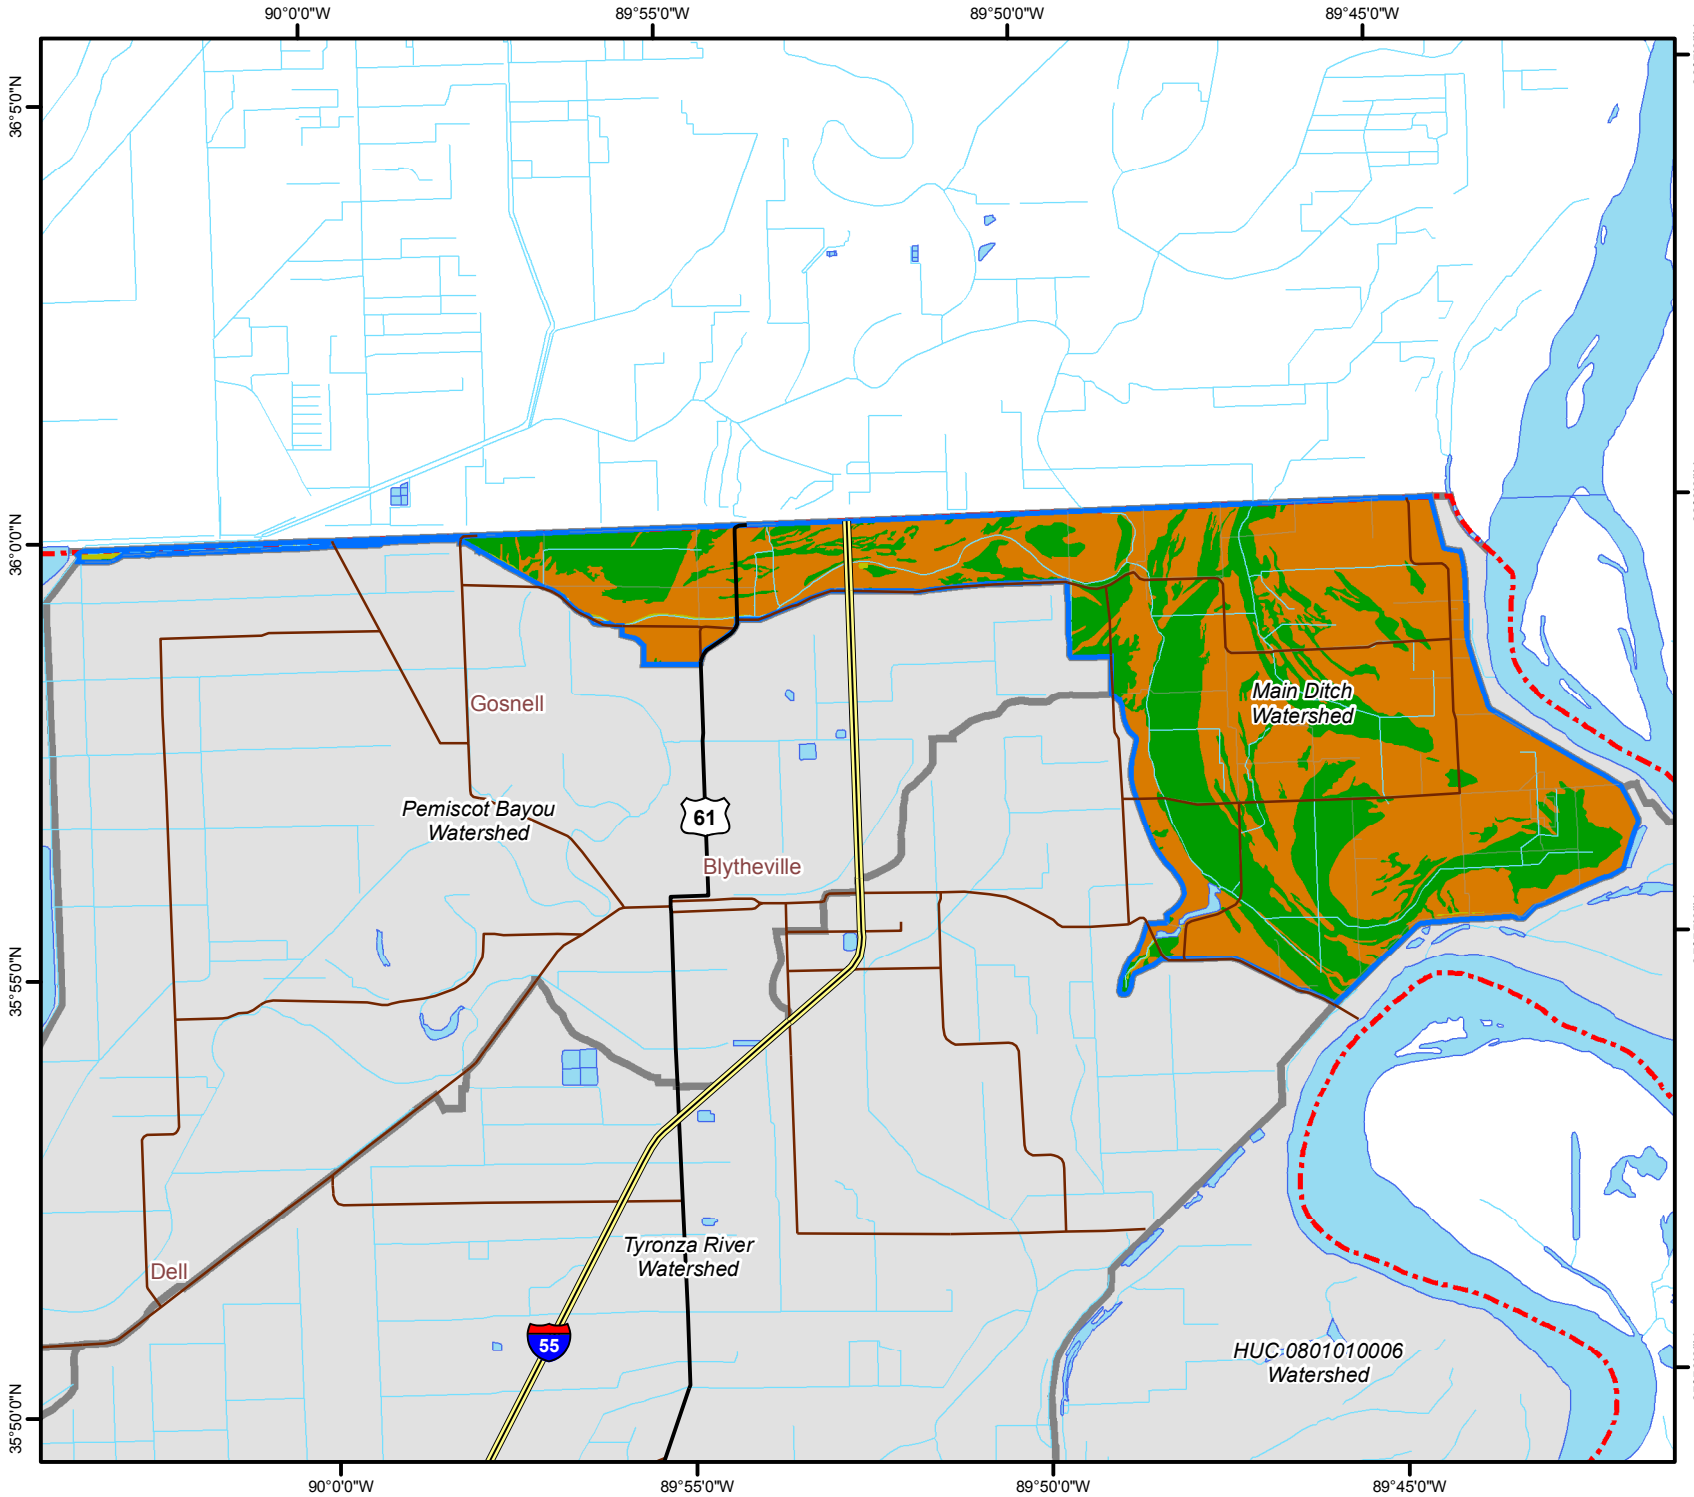 90°0'0"W
89°55'0"W
89°50'0"W
89°45'0"W
36°5'0"N
36°0'0"N
Gosnell
Main Ditch
Watershed
Pemiscot Bayou
Watershed
61
Blytheville
35°55'0"N
Tyronza River
Watershed
Dell
55
HUC 0801010006
Watershed
35°50'0"N
90°0'0"W
89°55'0"W
89°50'0"W
89°45'0"W